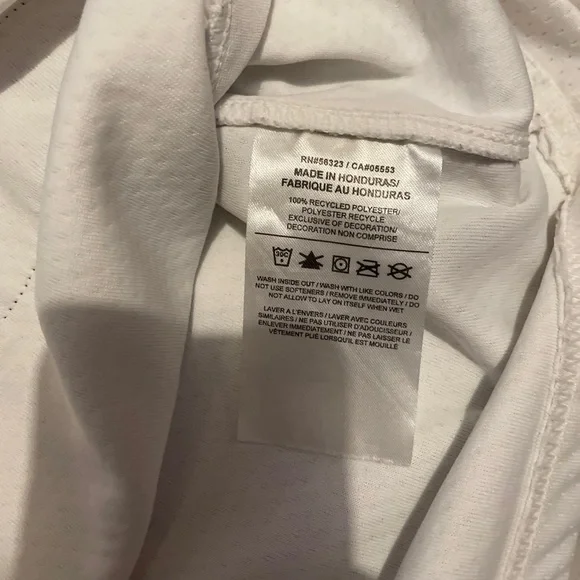 RN#56323 / CA#05553
MADE IN HONDURAS/
FABRIQUE AU HONDURAS
100% RECYCLED POLYESTER/
POLYESTER RECYCLE
EXCLUSIVE OF DECORATION/
DECORATION NON COMPRISE
30C
WASH INSIDE OUT / WASH WITH LIKE COLORS / DO
NOT USE SOFTENERS / REMOVE IMMEDIATELY / DO
NOT ALLOW TO LAY ON ITSELF WHEN WET
LAVER A L'ENVERS / LAVER AVEC COULEURS
SIMILAIRES / NE PAS UTILISER D'ADOUCISSEUR/
ENLEVER IMMEDIATEMENT / NE PAS LAISSER LE
VÊTEMENT PLIÉ LORSQU'IL EST MOUILLÉ